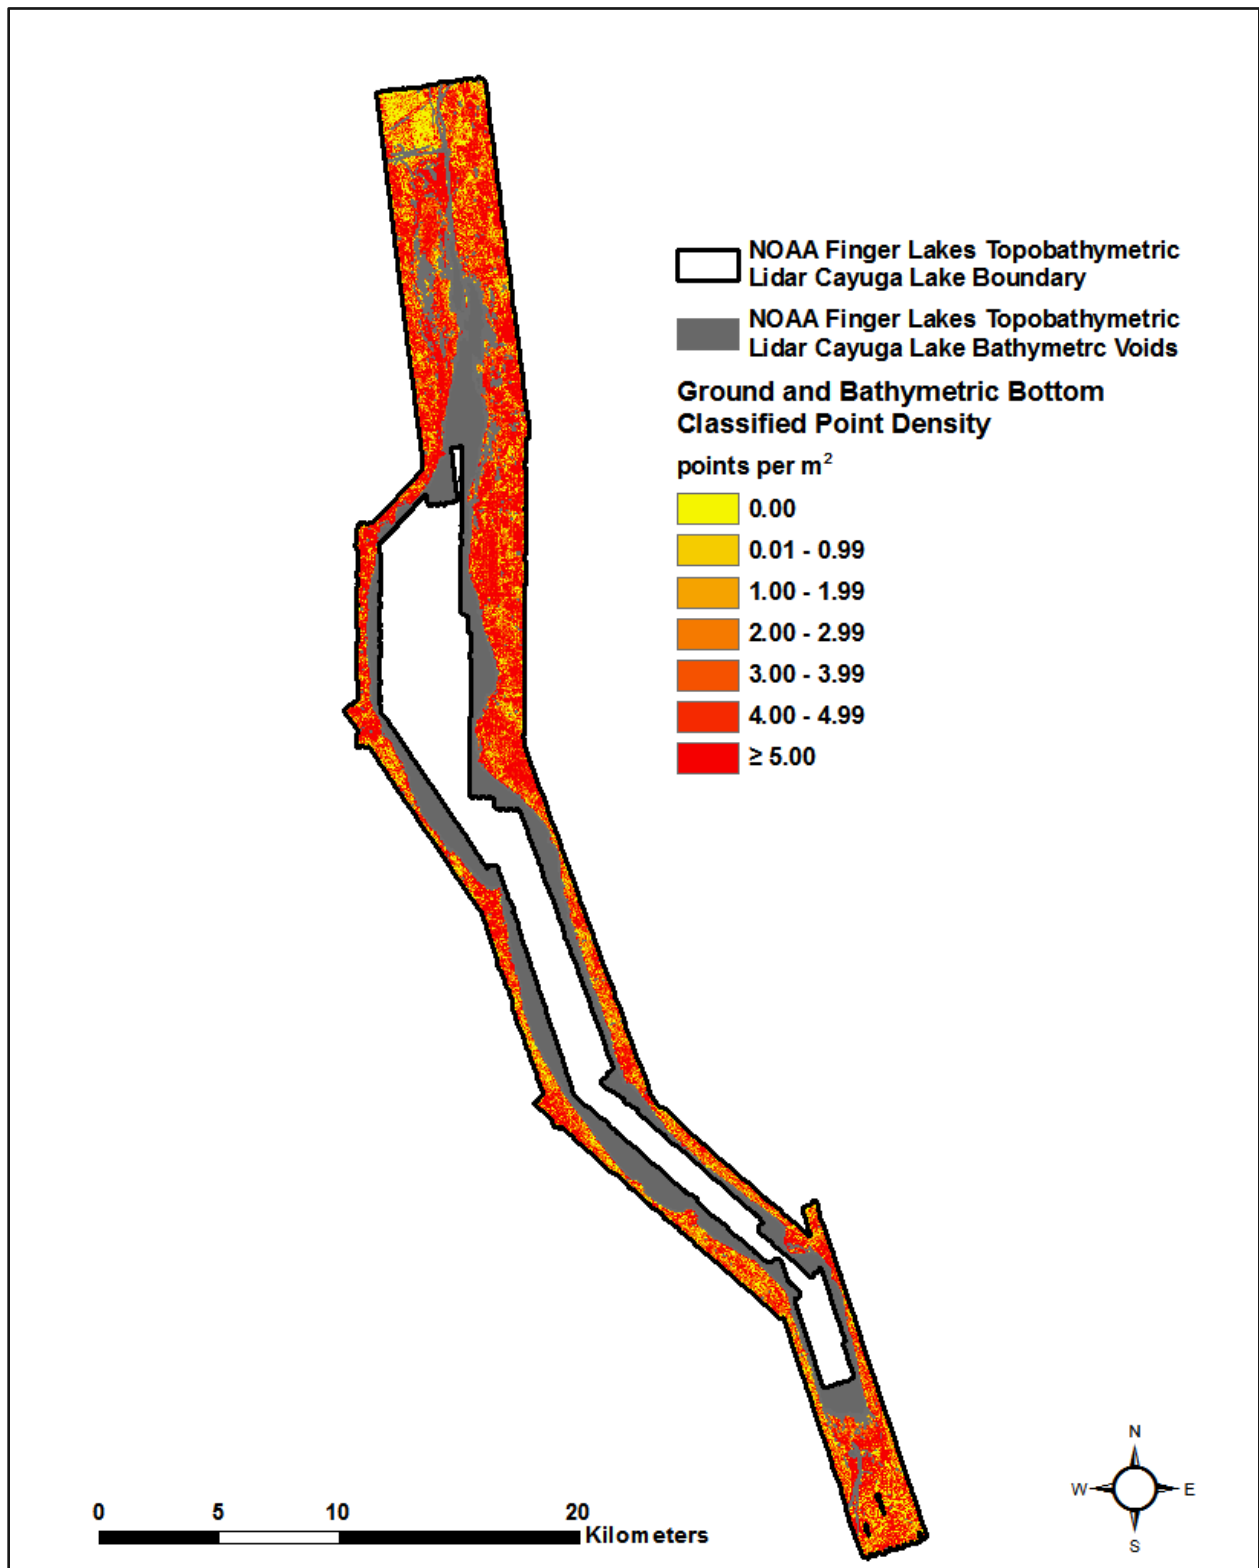 NOAA Finger Lakes Topobathymetric
Lidar Cayuga Lake Boundary
NOAA Finger Lakes Topobathymetric
Lidar Cayuga Lake Bathymetrc Voids
Ground and Bathymetric Bottom
Classified Point Density
points per m²
0.00
0.01 - 0.99
1.00 - 1.99
2.00 - 2.99
3.00 - 3.99
4.00 - 4.99
≥ 5.00
N
W E
S
0 5 10 20
Kilometers